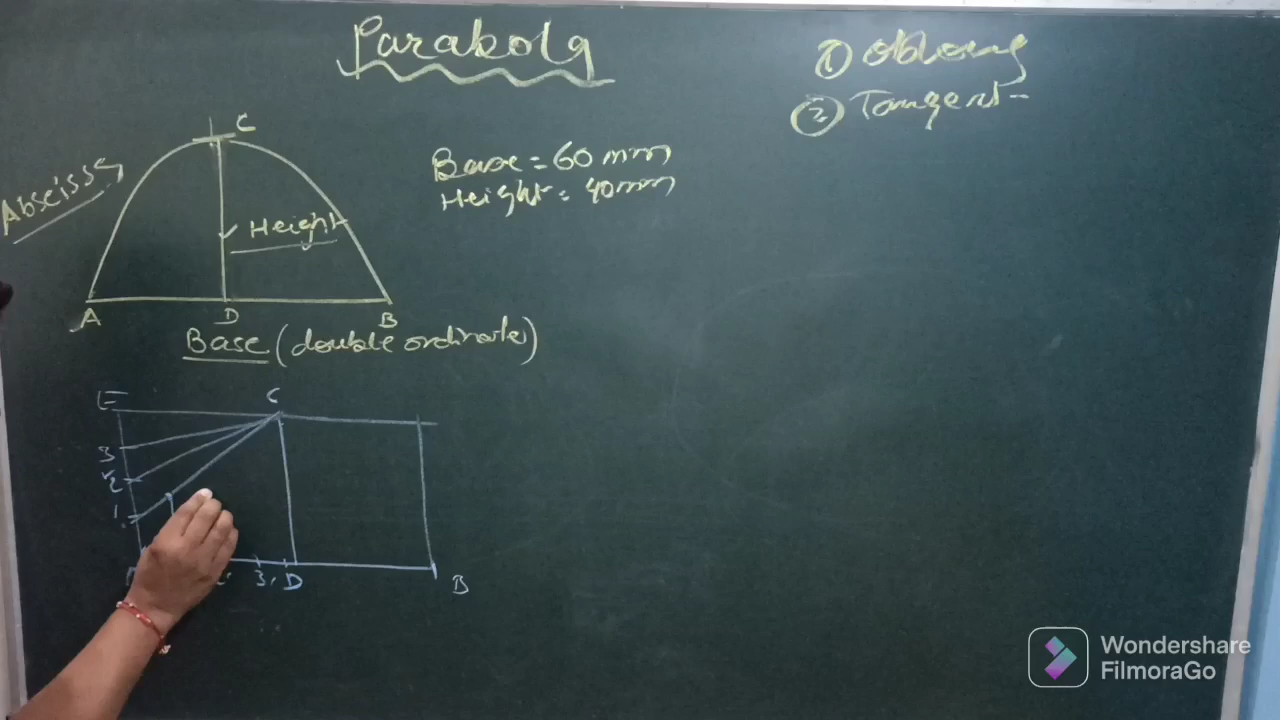 Parabola
① Oblong
② Tangent-
C
Base = 60 mm
Height = 40 mm
Abscissa
Height
A D B
Base (double ordinate)
E C
3
2
1
3' D B
Wondershare
FilmoraGo